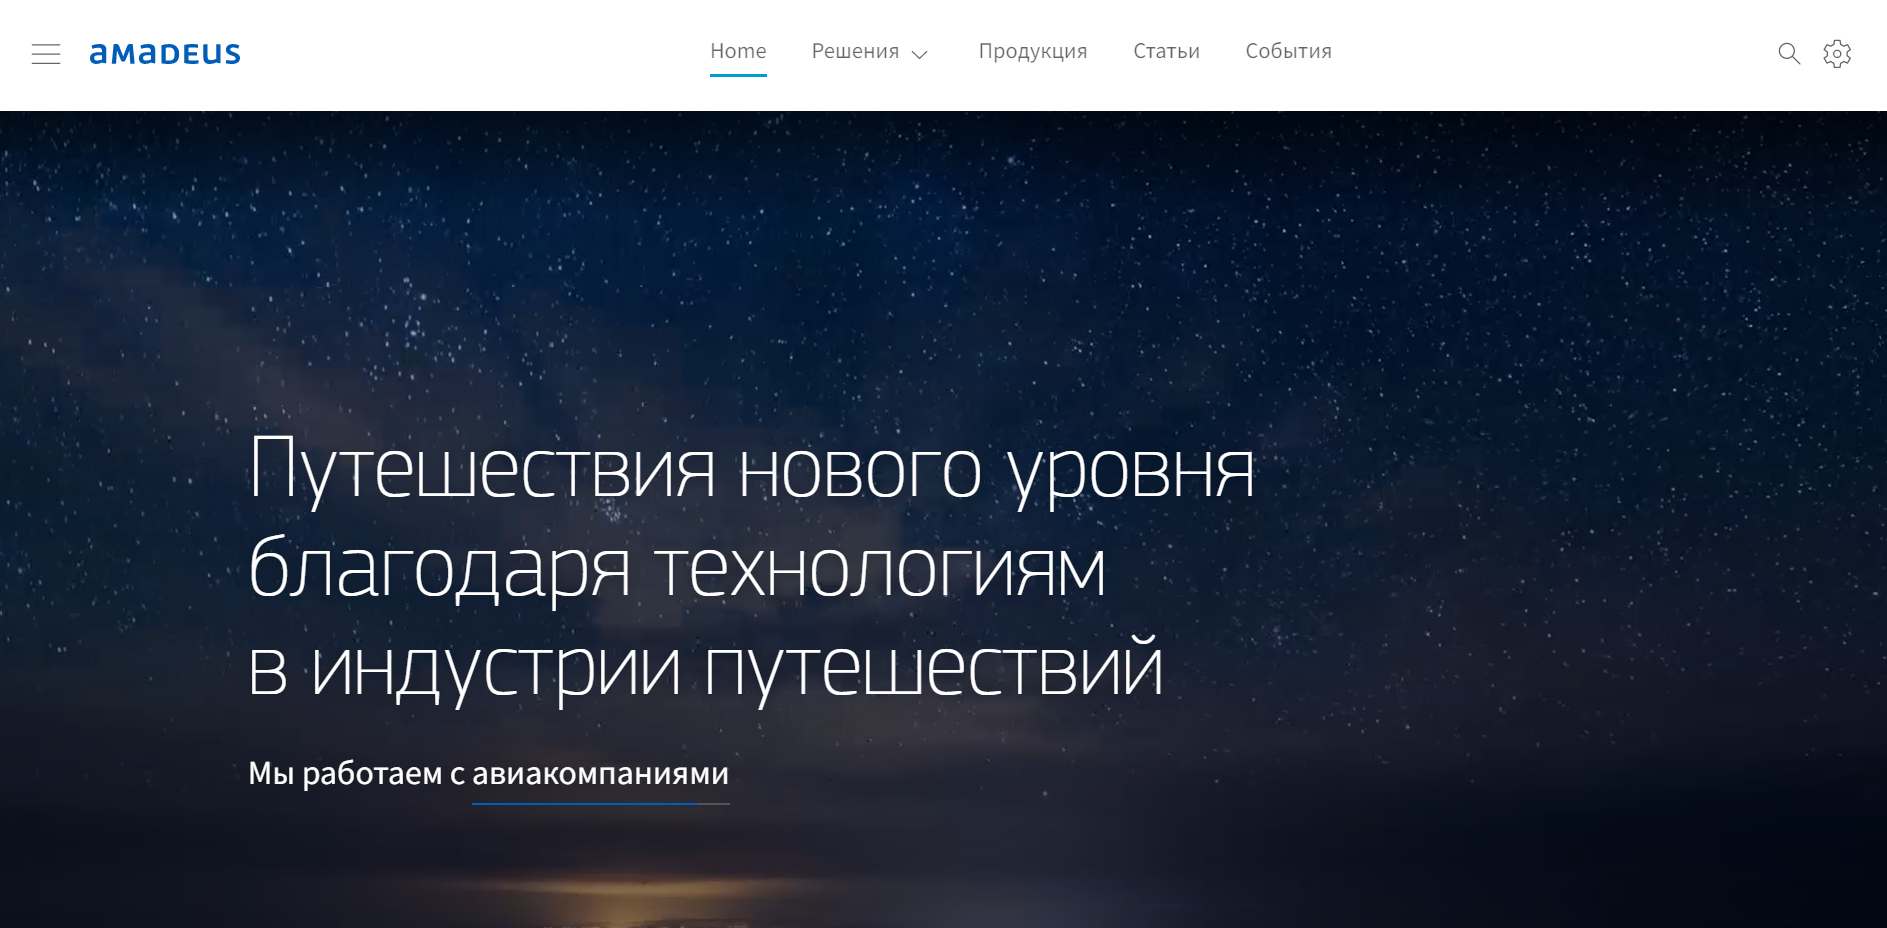 amadeus
Home Решения Продукция Статьи События
Путешествия нового уровня
благодаря технологиям
в индустрии путешествий
Мы работаем с авиакомпаниями